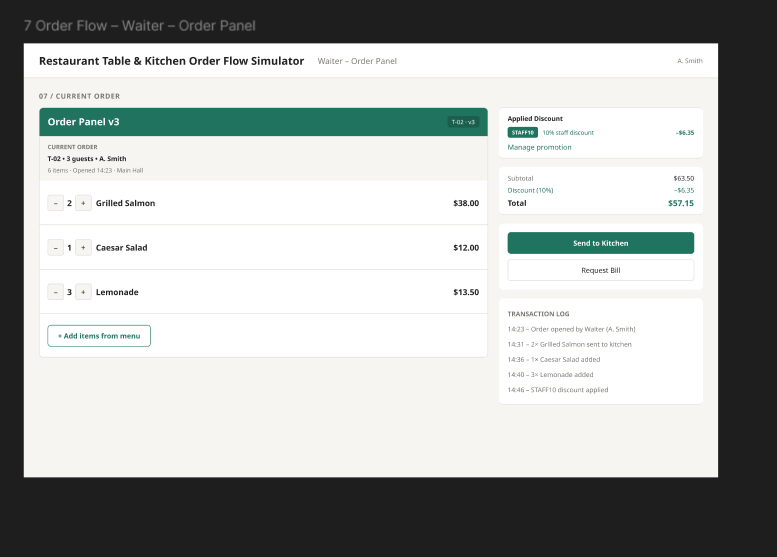 7 Order Flow – Waiter – Order Panel
Restaurant Table & Kitchen Order Flow Simulator
Waiter – Order Panel
A. Smith
07 / CURRENT ORDER
Order Panel v3
T-02 · v3
CURRENT ORDER
T-02 • 3 guests • A. Smith
6 items · Opened 14:23 · Main Hall
– 2 + Grilled Salmon $38.00
– 1 + Caesar Salad $12.00
– 3 + Lemonade $13.50
+ Add items from menu
Applied Discount
STAFF10 10% staff discount -$6.35
Manage promotion
Subtotal $63.50
Discount (10%) -$6.35
Total $57.15
Send to Kitchen
Request Bill
TRANSACTION LOG
14:23 – Order opened by Waiter (A. Smith)
14:31 – 2× Grilled Salmon sent to kitchen
14:36 – 1× Caesar Salad added
14:40 – 3× Lemonade added
14:46 – STAFF10 discount applied